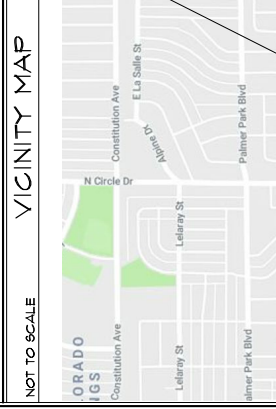 VICINITY MAP
NOT TO SCALE
E La Salle St
Constitution Ave
Alpine Dr
Palmer Park Blvd
N Circle Dr
Lelaray St
ORADO
NGS
Constitution Ave
Lelaray St
almer Park Blvd